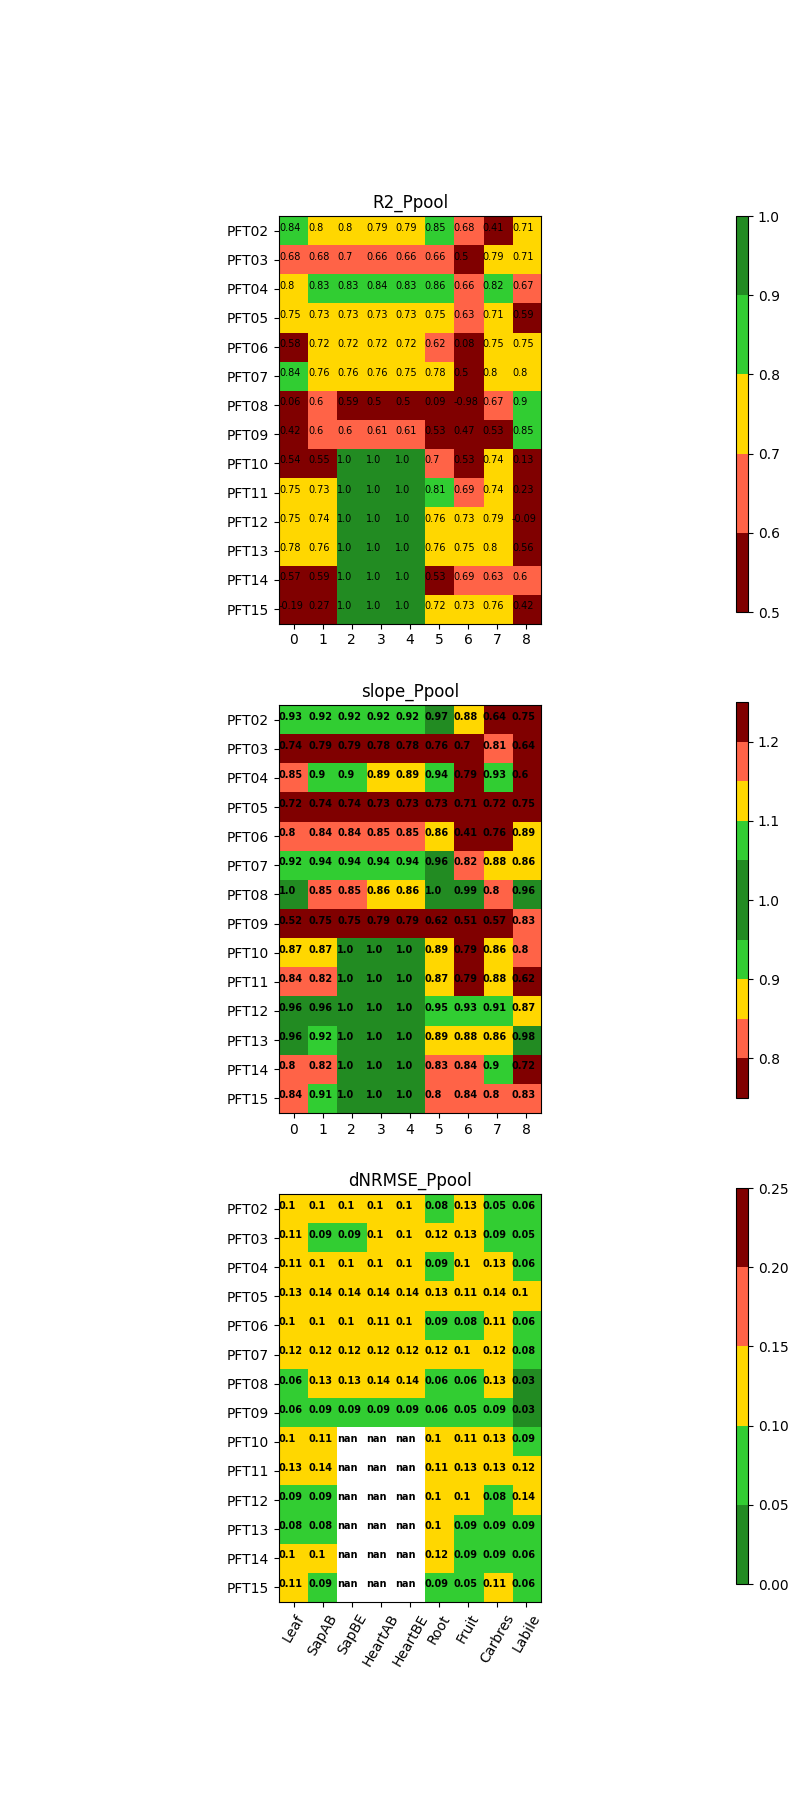 R2_Ppool
PFT02 0.84 0.8 0.8 0.79 0.79 0.85 0.68 0.41 0.71
PFT03 0.68 0.68 0.7 0.66 0.66 0.66 0.5 0.79 0.71
PFT04 0.8 0.83 0.83 0.84 0.83 0.86 0.66 0.82 0.67
PFT05 0.75 0.73 0.73 0.73 0.73 0.75 0.63 0.71 0.59
PFT06 0.58 0.72 0.72 0.72 0.72 0.62 0.08 0.75 0.75
PFT07 0.84 0.76 0.76 0.76 0.75 0.78 0.5 0.8 0.8
PFT08 0.06 0.6 0.59 0.5 0.5 0.09 -0.98 0.67 0.9
PFT09 0.42 0.6 0.6 0.61 0.61 0.53 0.47 0.53 0.85
PFT10 0.54 0.55 1.0 1.0 1.0 0.7 0.53 0.74 0.13
PFT11 0.75 0.73 1.0 1.0 1.0 0.81 0.69 0.74 0.23
PFT12 0.75 0.74 1.0 1.0 1.0 0.76 0.73 0.79 -0.09
PFT13 0.78 0.76 1.0 1.0 1.0 0.76 0.75 0.8 0.56
PFT14 0.57 0.59 1.0 1.0 1.0 0.53 0.69 0.63 0.6
PFT15 -0.19 0.27 1.0 1.0 1.0 0.72 0.73 0.76 0.42
0 1 2 3 4 5 6 7 8
1.0
0.9
0.8
0.7
0.6
0.5
slope_Ppool
PFT02 0.93 0.92 0.92 0.92 0.92 0.97 0.88 0.64 0.75
PFT03 0.74 0.79 0.79 0.78 0.78 0.76 0.7 0.81 0.64
PFT04 0.85 0.9 0.9 0.89 0.89 0.94 0.79 0.93 0.6
PFT05 0.72 0.74 0.74 0.73 0.73 0.73 0.71 0.72 0.75
PFT06 0.8 0.84 0.84 0.85 0.85 0.86 0.41 0.76 0.89
PFT07 0.92 0.94 0.94 0.94 0.94 0.96 0.82 0.88 0.86
PFT08 1.0 0.85 0.85 0.86 0.86 1.0 0.99 0.8 0.96
PFT09 0.52 0.75 0.75 0.79 0.79 0.62 0.51 0.57 0.83
PFT10 0.87 0.87 1.0 1.0 1.0 0.89 0.79 0.86 0.8
PFT11 0.84 0.82 1.0 1.0 1.0 0.87 0.79 0.88 0.62
PFT12 0.96 0.96 1.0 1.0 1.0 0.95 0.93 0.91 0.87
PFT13 0.96 0.92 1.0 1.0 1.0 0.89 0.88 0.86 0.98
PFT14 0.8 0.82 1.0 1.0 1.0 0.83 0.84 0.9 0.72
PFT15 0.84 0.91 1.0 1.0 1.0 0.8 0.84 0.8 0.83
0 1 2 3 4 5 6 7 8
1.2
1.1
1.0
0.9
0.8
dNRMSE_Ppool
PFT02 0.1 0.1 0.1 0.1 0.1 0.08 0.13 0.05 0.06
PFT03 0.11 0.09 0.09 0.1 0.1 0.12 0.13 0.09 0.05
PFT04 0.11 0.1 0.1 0.1 0.1 0.09 0.1 0.13 0.06
PFT05 0.13 0.14 0.14 0.14 0.14 0.13 0.11 0.14 0.1
PFT06 0.1 0.1 0.1 0.11 0.1 0.09 0.08 0.11 0.06
PFT07 0.12 0.12 0.12 0.12 0.12 0.12 0.1 0.12 0.08
PFT08 0.06 0.13 0.13 0.14 0.14 0.06 0.06 0.13 0.03
PFT09 0.06 0.09 0.09 0.09 0.09 0.06 0.05 0.09 0.03
PFT10 0.1 0.11 nan nan nan 0.1 0.11 0.13 0.09
PFT11 0.13 0.14 nan nan nan 0.11 0.13 0.13 0.12
PFT12 0.09 0.09 nan nan nan 0.1 0.1 0.08 0.14
PFT13 0.08 0.08 nan nan nan 0.1 0.09 0.09 0.09
PFT14 0.1 0.1 nan nan nan 0.12 0.09 0.09 0.06
PFT15 0.11 0.09 nan nan nan 0.09 0.05 0.11 0.06
Leaf SapAB SapBE HeartAB HeartBE Root Fruit Carbres Labile
0.25
0.20
0.15
0.10
0.05
0.00